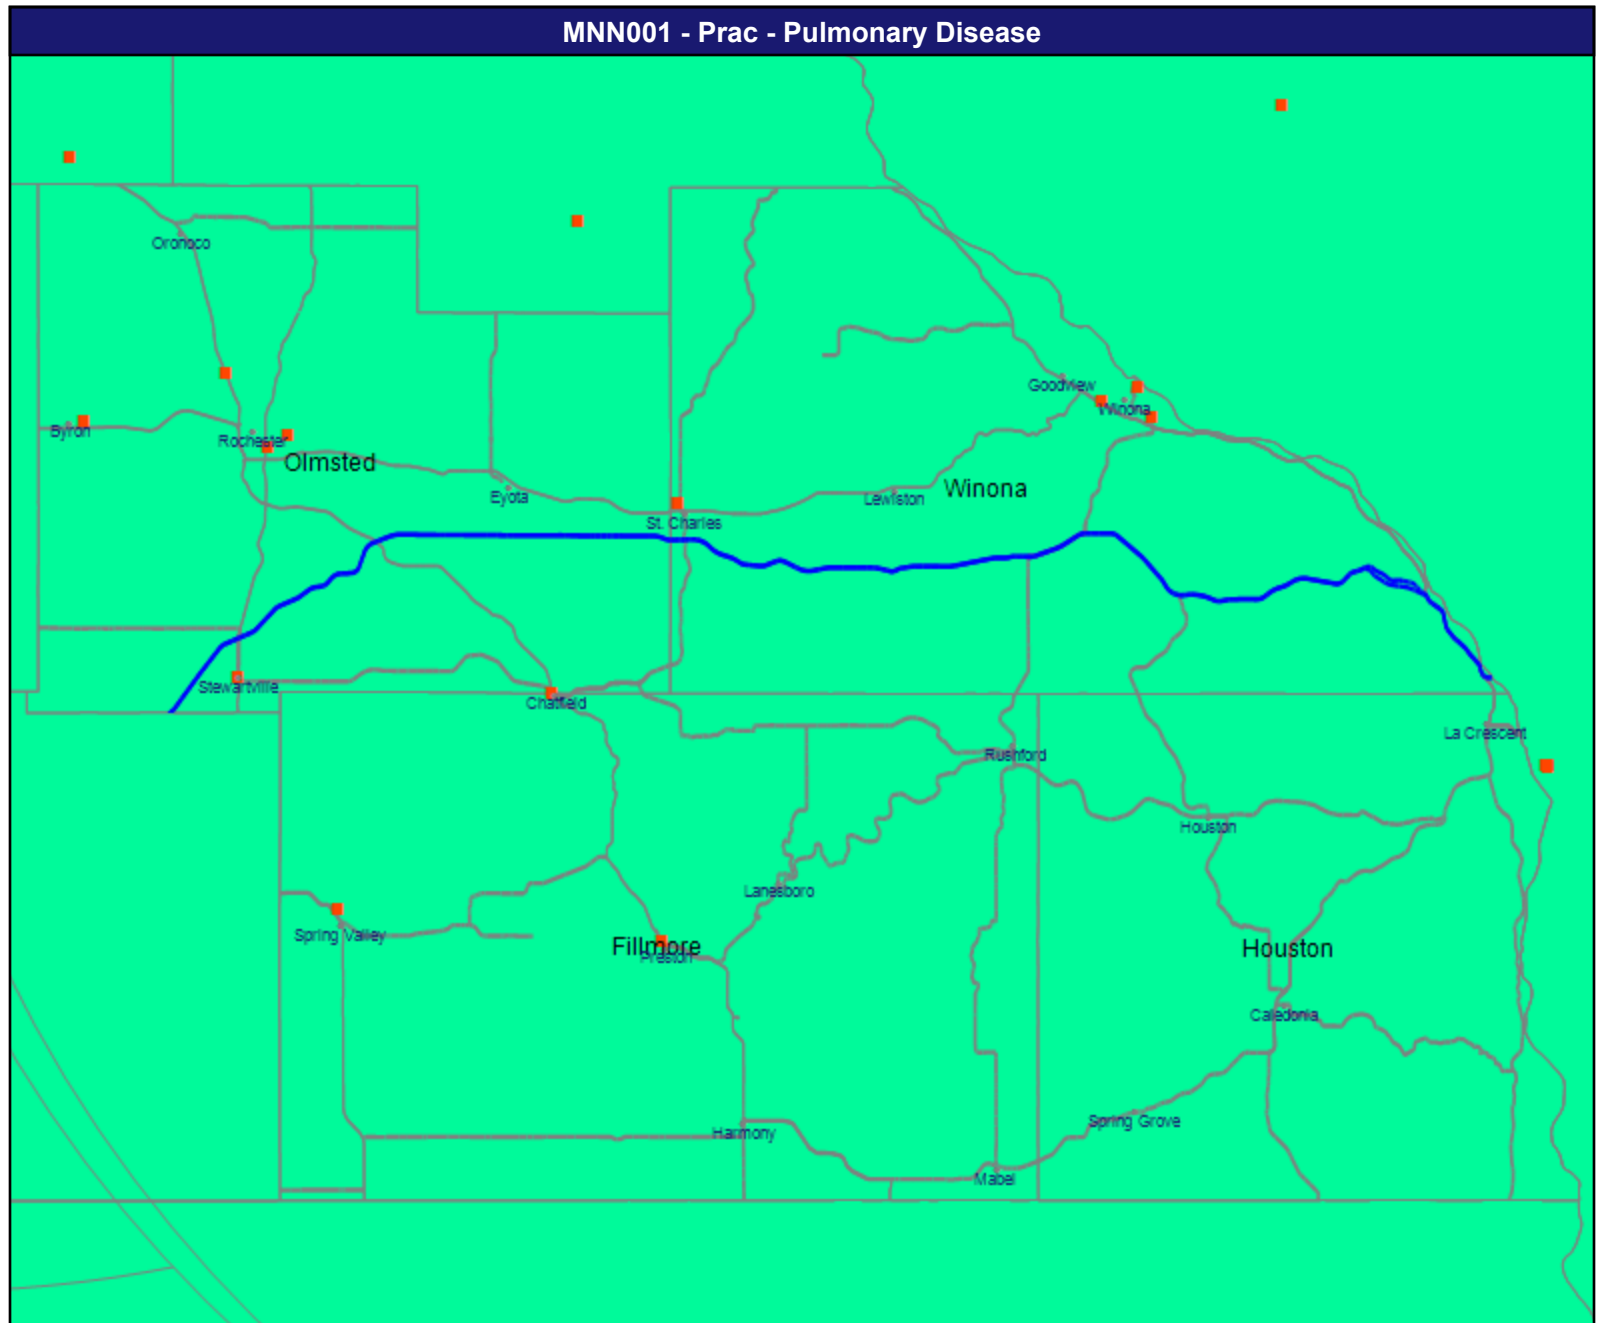 MNN001 - Prac - Pulmonary Disease
Oronoco
Goodview
Winona
Byron
Rochester
Olmsted
Eyota
Lewiston
Winona
St. Charles
Stewartville
Chatfield
La Crescent
Rushford
Houston
Lanesboro
Spring Valley
Fillmore
Preston
Houston
Caledonia
Spring Grove
Harmony
Mabel